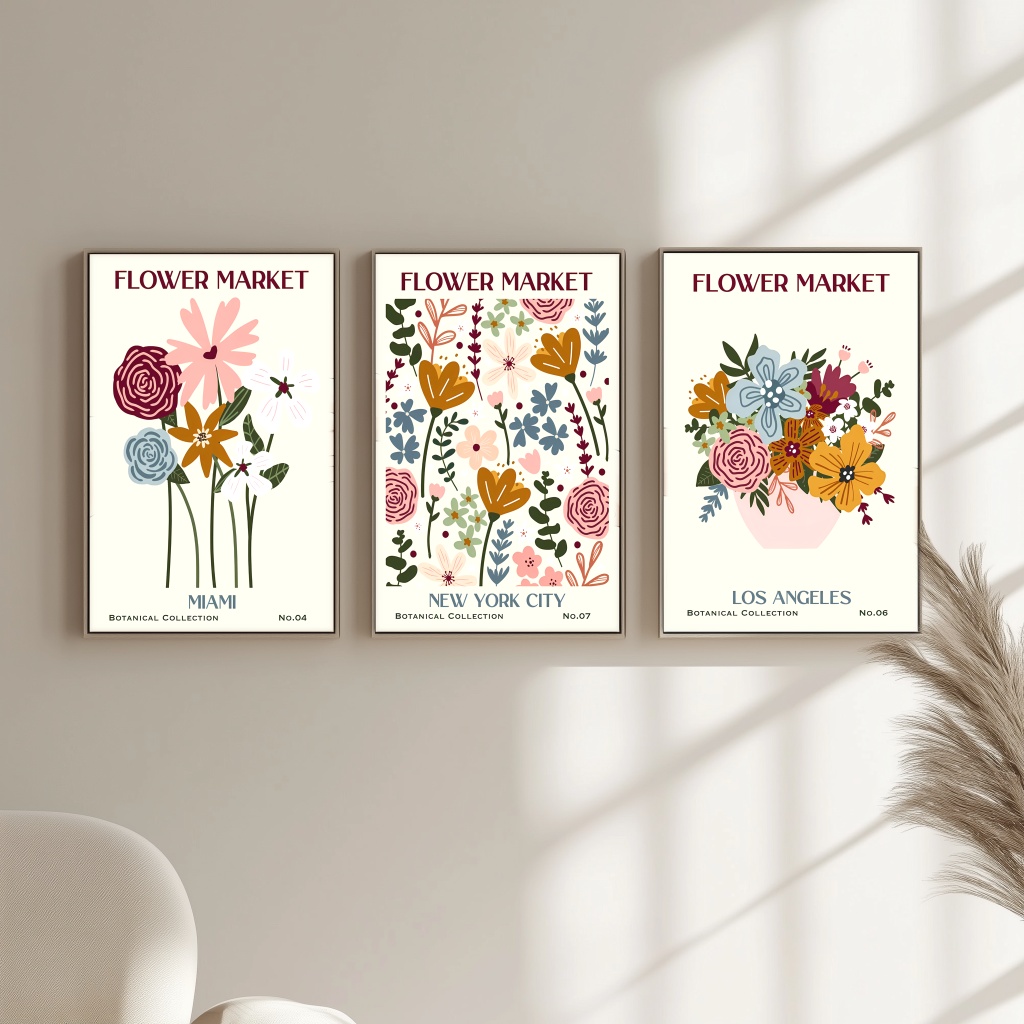 FLOWER MARKET
MIAMI
Botanical Collection No.04
FLOWER MARKET
NEW YORK CITY
Botanical Collection No.07
FLOWER MARKET
LOS ANGELES
Botanical Collection No.06